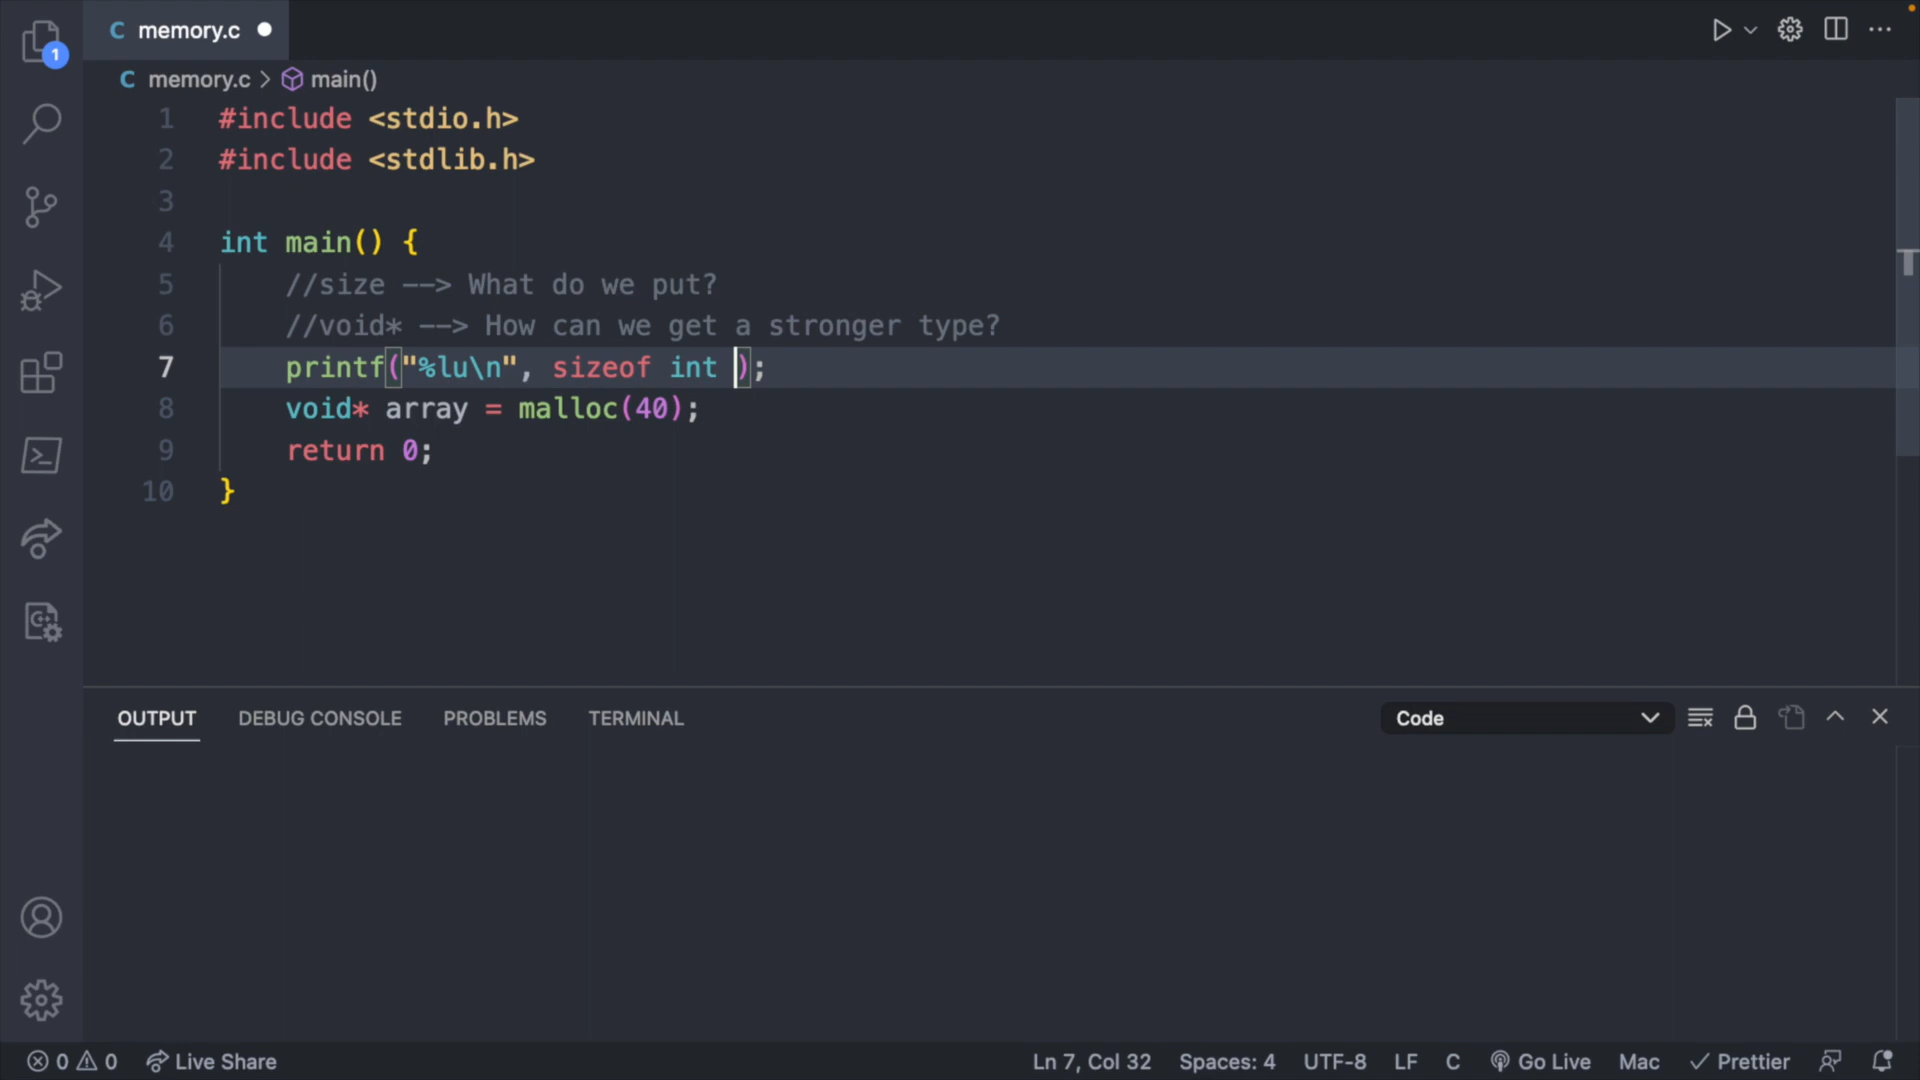 memory.c
1
memory.c > main()
1 #include <stdio.h>
2 #include <stdlib.h>
3
4 int main() {
5 //size --> What do we put?
6 //void* --> How can we get a stronger type?
7 printf("%lu\n", sizeof int );
8 void* array = malloc(40);
9 return 0;
10 }
OUTPUT DEBUG CONSOLE PROBLEMS TERMINAL Code
0 0 Live Share Ln 7, Col 32 Spaces: 4 UTF-8 LF C Go Live Mac Prettier